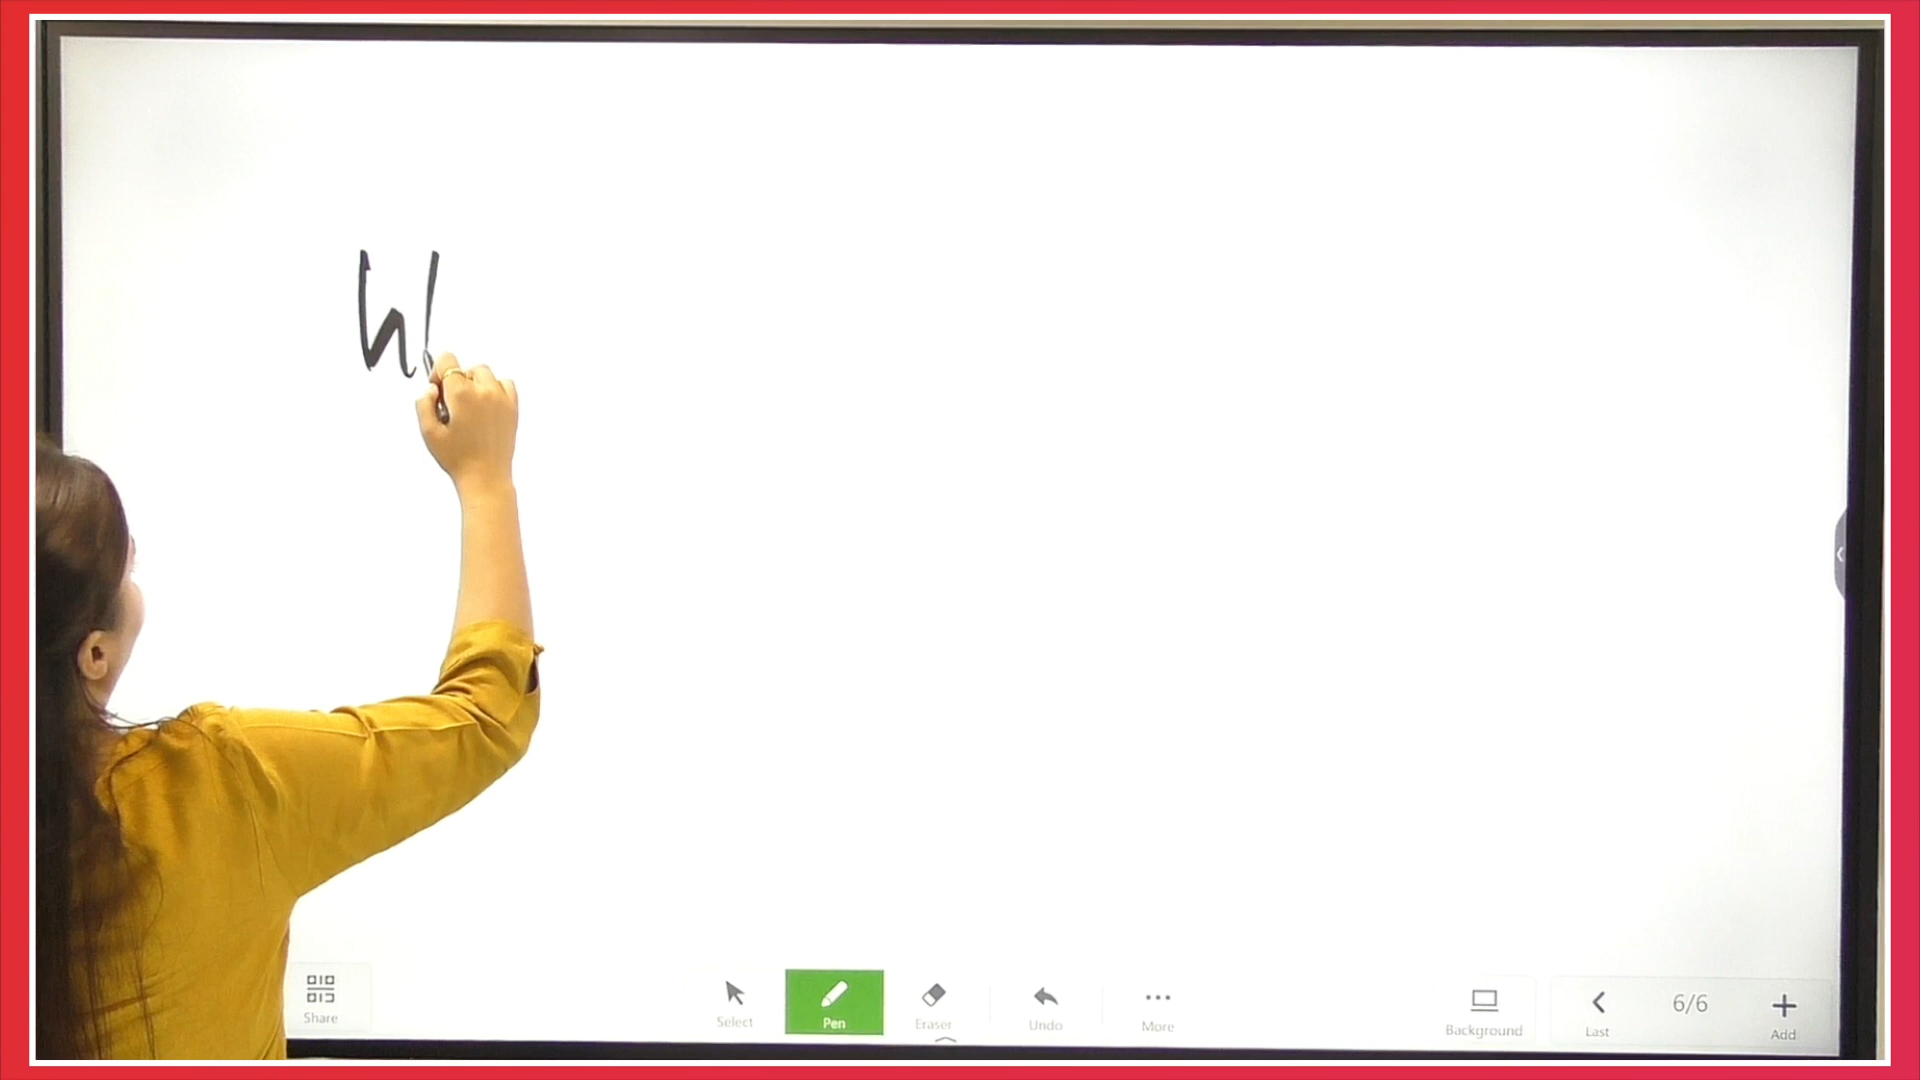 Share
Select
Pen
Eraser
Undo
More
Background
Last
6/6
Add